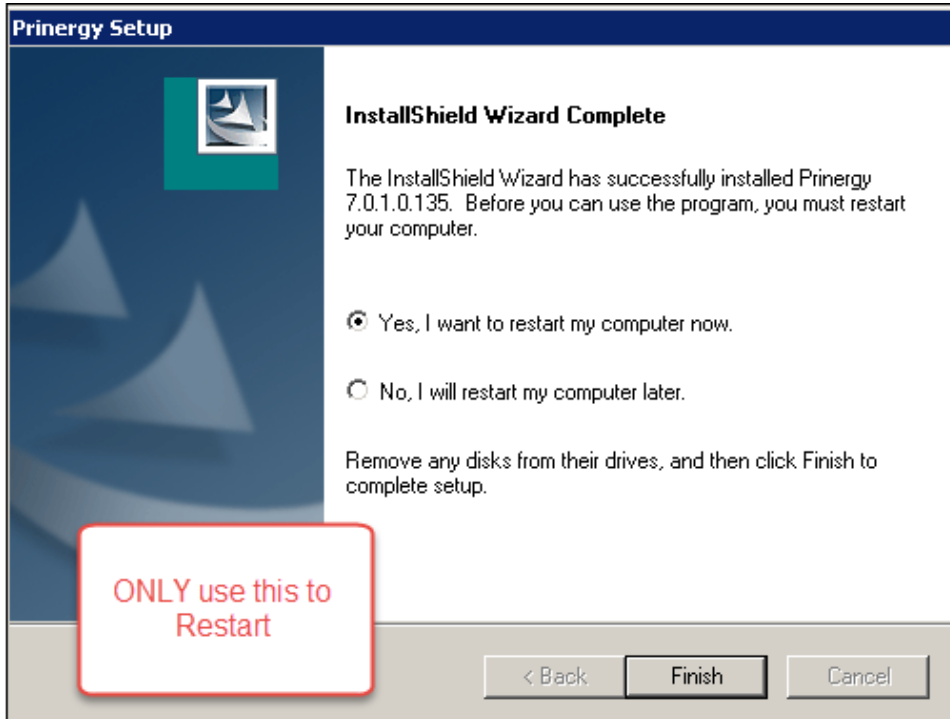 Prinergy Setup
InstallShield Wizard Complete
The InstallShield Wizard has successfully installed Prinergy
7.0.1.0.135.  Before you can use the program, you must restart
your computer.
Yes, I want to restart my computer now.
No, I will restart my computer later.
Remove any disks from their drives, and then click Finish to
complete setup.
ONLY use this to
Restart
< Back
Finish
Cancel